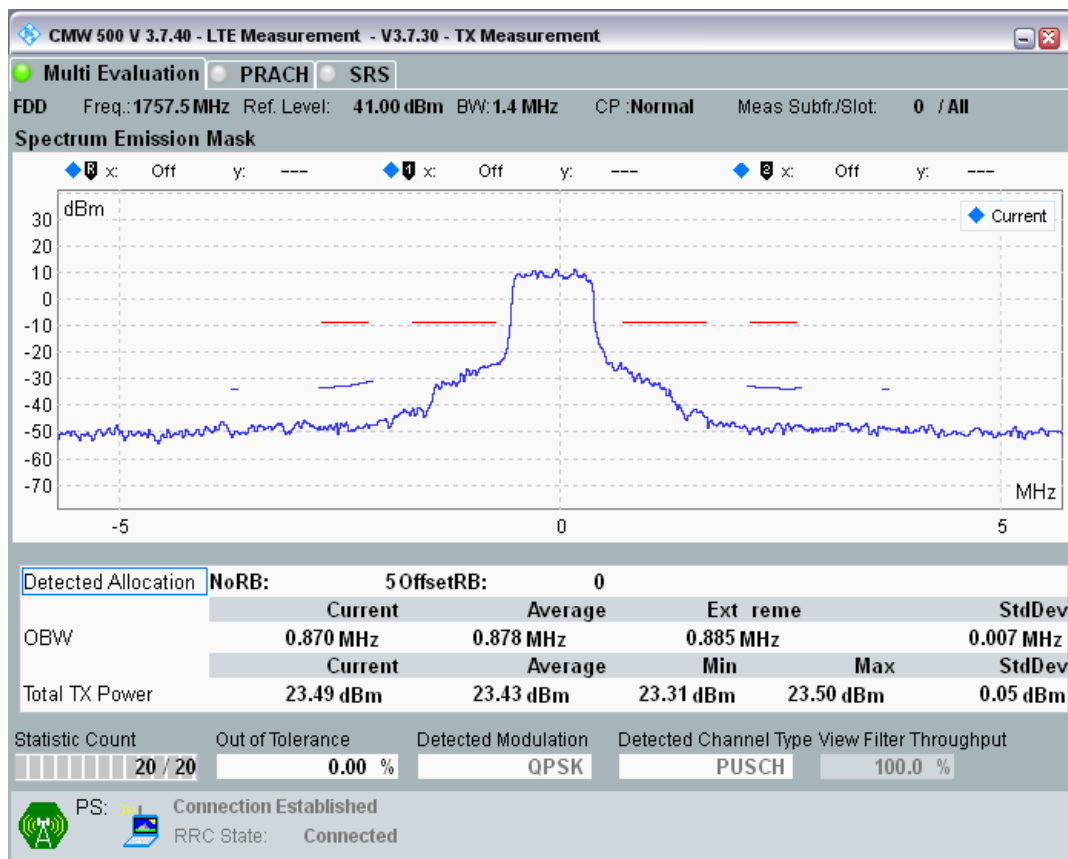 CMW 500 V 3.7.40 - LTE Measurement - V3.7.30 - TX Measurement
Multi Evaluation PRACH SRS
FDD Freq.: 1757.5 MHz Ref. Level: 41.00 dBm BW: 1.4 MHz CP :Normal Meas Subfr./Slot: 0 / All
Spectrum Emission Mask
R x: Off y: --- 1 x: Off y: --- 2 x: Off y: ---
dBm
Current
30
20
10
0
-10
-20
-30
-40
-50
-60
-70
MHz
-5 0 5
Detected Allocation NoRB: 5 OffsetRB: 0
Current Average Ext reme StdDev
OBW 0.870 MHz 0.878 MHz 0.885 MHz 0.007 MHz
Current Average Min Max StdDev
Total TX Power 23.49 dBm 23.43 dBm 23.31 dBm 23.50 dBm 0.05 dBm
Statistic Count Out of Tolerance Detected Modulation Detected Channel Type View Filter Throughput
20 / 20 0.00 % QPSK PUSCH 100.0 %
PS: Connection Established
RRC State: Connected